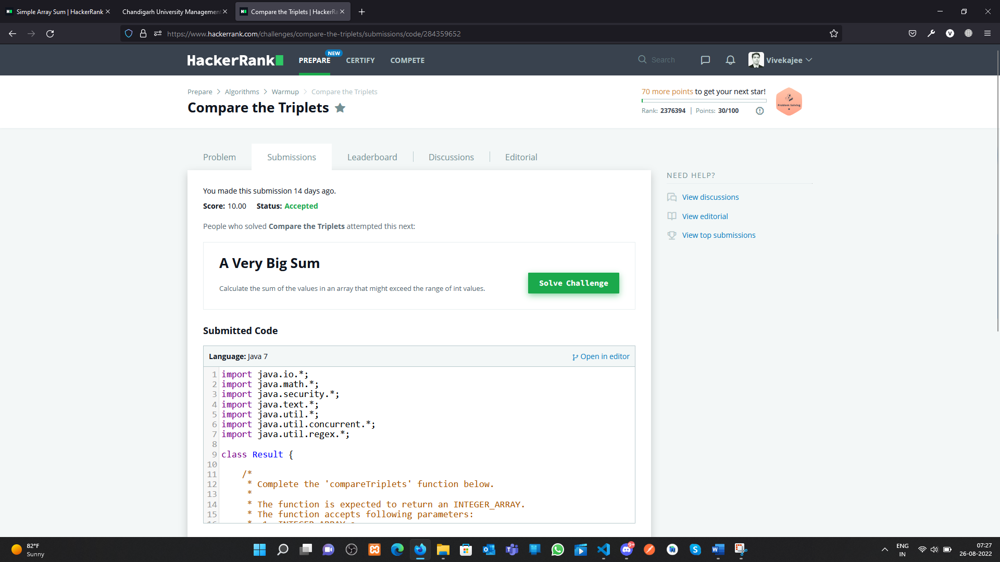 Simple Array Sum | HackerRank
Chandigarh University Management
Compare the Triplets | HackerRa
https://www.hackerrank.com/challenges/compare-the-triplets/submissions/code/284359652
HackerRank
PREPARE
NEW
CERTIFY
COMPETE
Search
Vivekajee
Prepare > Algorithms > Warmup > Compare the Triplets
Compare the Triplets
70 more points to get your next star!
Rank: 2376394 | Points: 30/100
Problem Solving
Problem
Submissions
Leaderboard
Discussions
Editorial
You made this submission 14 days ago.
Score: 10.00 Status: Accepted
People who solved Compare the Triplets attempted this next:
A Very Big Sum
Calculate the sum of the values in an array that might exceed the range of int values.
Solve Challenge
NEED HELP?
View discussions
View editorial
View top submissions
Submitted Code
Language: Java 7
Open in editor
1 import java.io.*;
2 import java.math.*;
3 import java.security.*;
4 import java.text.*;
5 import java.util.*;
6 import java.util.concurrent.*;
7 import java.util.regex.*;
8
9 class Result {
10
11 /*
12 * Complete the 'compareTriplets' function below.
13 *
14 * The function is expected to return an INTEGER_ARRAY.
15 * The function accepts following parameters:
82°F
Sunny
9+
ENG
IN
07:27
26-08-2022